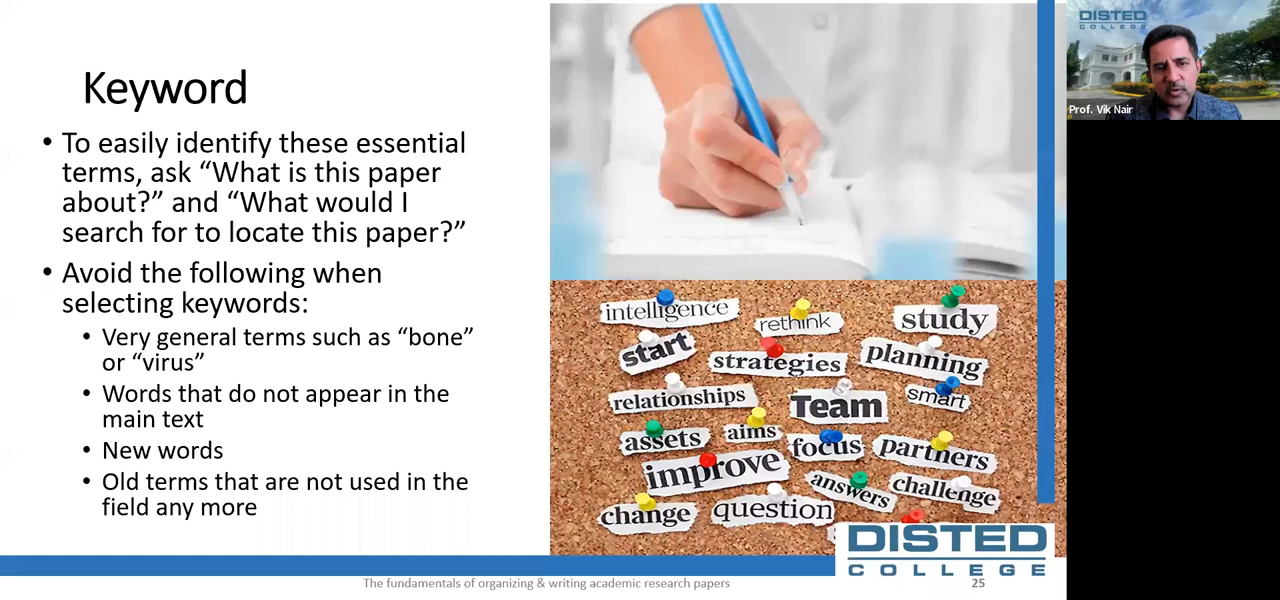 Keyword
• To easily identify these essential
terms, ask “What is this paper
about?” and “What would I
search for to locate this paper?”
• Avoid the following when
selecting keywords:
• Very general terms such as “bone”
or “virus”
• Words that do not appear in the
main text
• New words
• Old terms that are not used in the
field any more
intelligence
rethink
study
start
strategies
planning
relationships
Team
smart
assets
aims
focus
partners
improve
answers
challenge
change
question
DISTED
COLLEGE
The fundamentals of organizing & writing academic research papers
25
DISTED
COLLEGE
Prof. Vik Nair